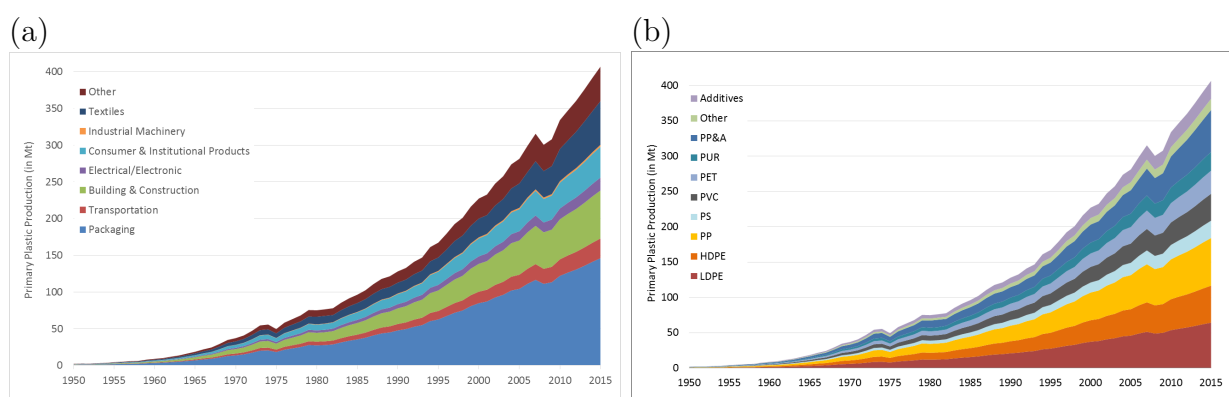 (a)
Primary Plastic Production (in Mt)
400
350
300
250
200
150
100
50
0
Other
Textiles
Industrial Machinery
Consumer & Institutional Products
Electrical/Electronic
Building & Construction
Transportation
Packaging
1950 1955 1960 1965 1970 1975 1980 1985 1990 1995 2000 2005 2010 2015
(b)
Primary Plastic Production (in Mt)
400
350
300
250
200
150
100
50
0
Additives
Other
PP&A
PUR
PET
PVC
PS
PP
HDPE
LDPE
1950 1955 1960 1965 1970 1975 1980 1985 1990 1995 2000 2005 2010 2015